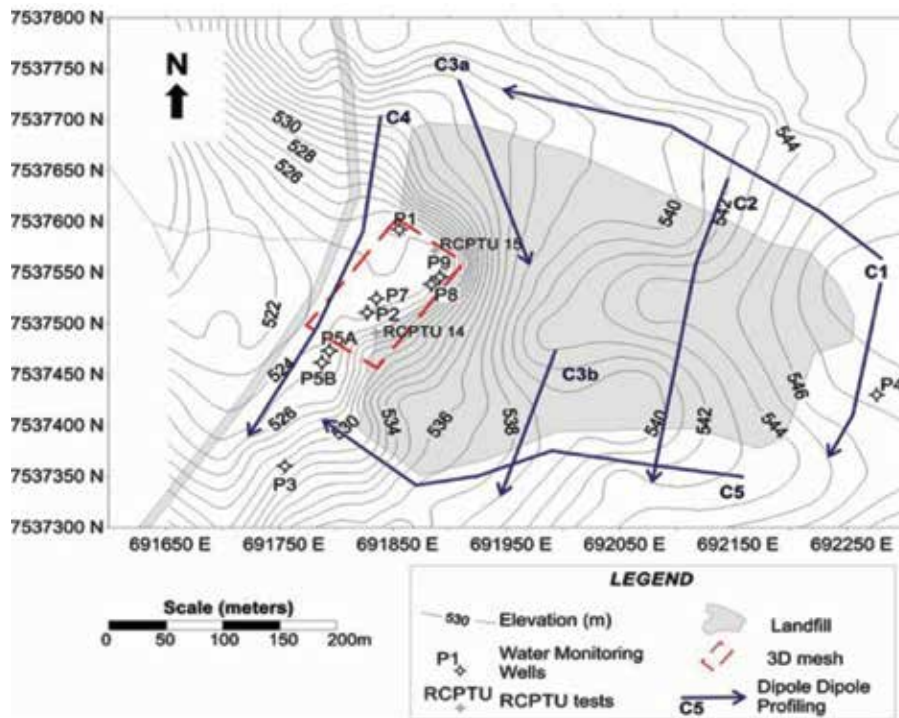 7537800 N
7537750 N
7537700 N
7537650 N
7537600 N
7537550 N
7537500 N
7537450 N
7537400 N
7537350 N
7537300 N
N
C3a
C4
530
528
526
544
540
542
C2
P1
RCPTU 15
P9
P8
C1
P7
P2
522
RCPTU 14
P5A
P5B
524
C3b
546
P4
526
530
534
536
538
540
542
544
P3
C5
691650 E
691750 E
691850 E
691950 E
692050 E
692150 E
692250 E
LEGEND
Scale (meters)
0 50 100 150 200m
530 Elevation (m)
Landfill
P1 Water Monitoring
Wells
3D mesh
RCPTU RCPTU tests
C5 Dipole Dipole
Profiling